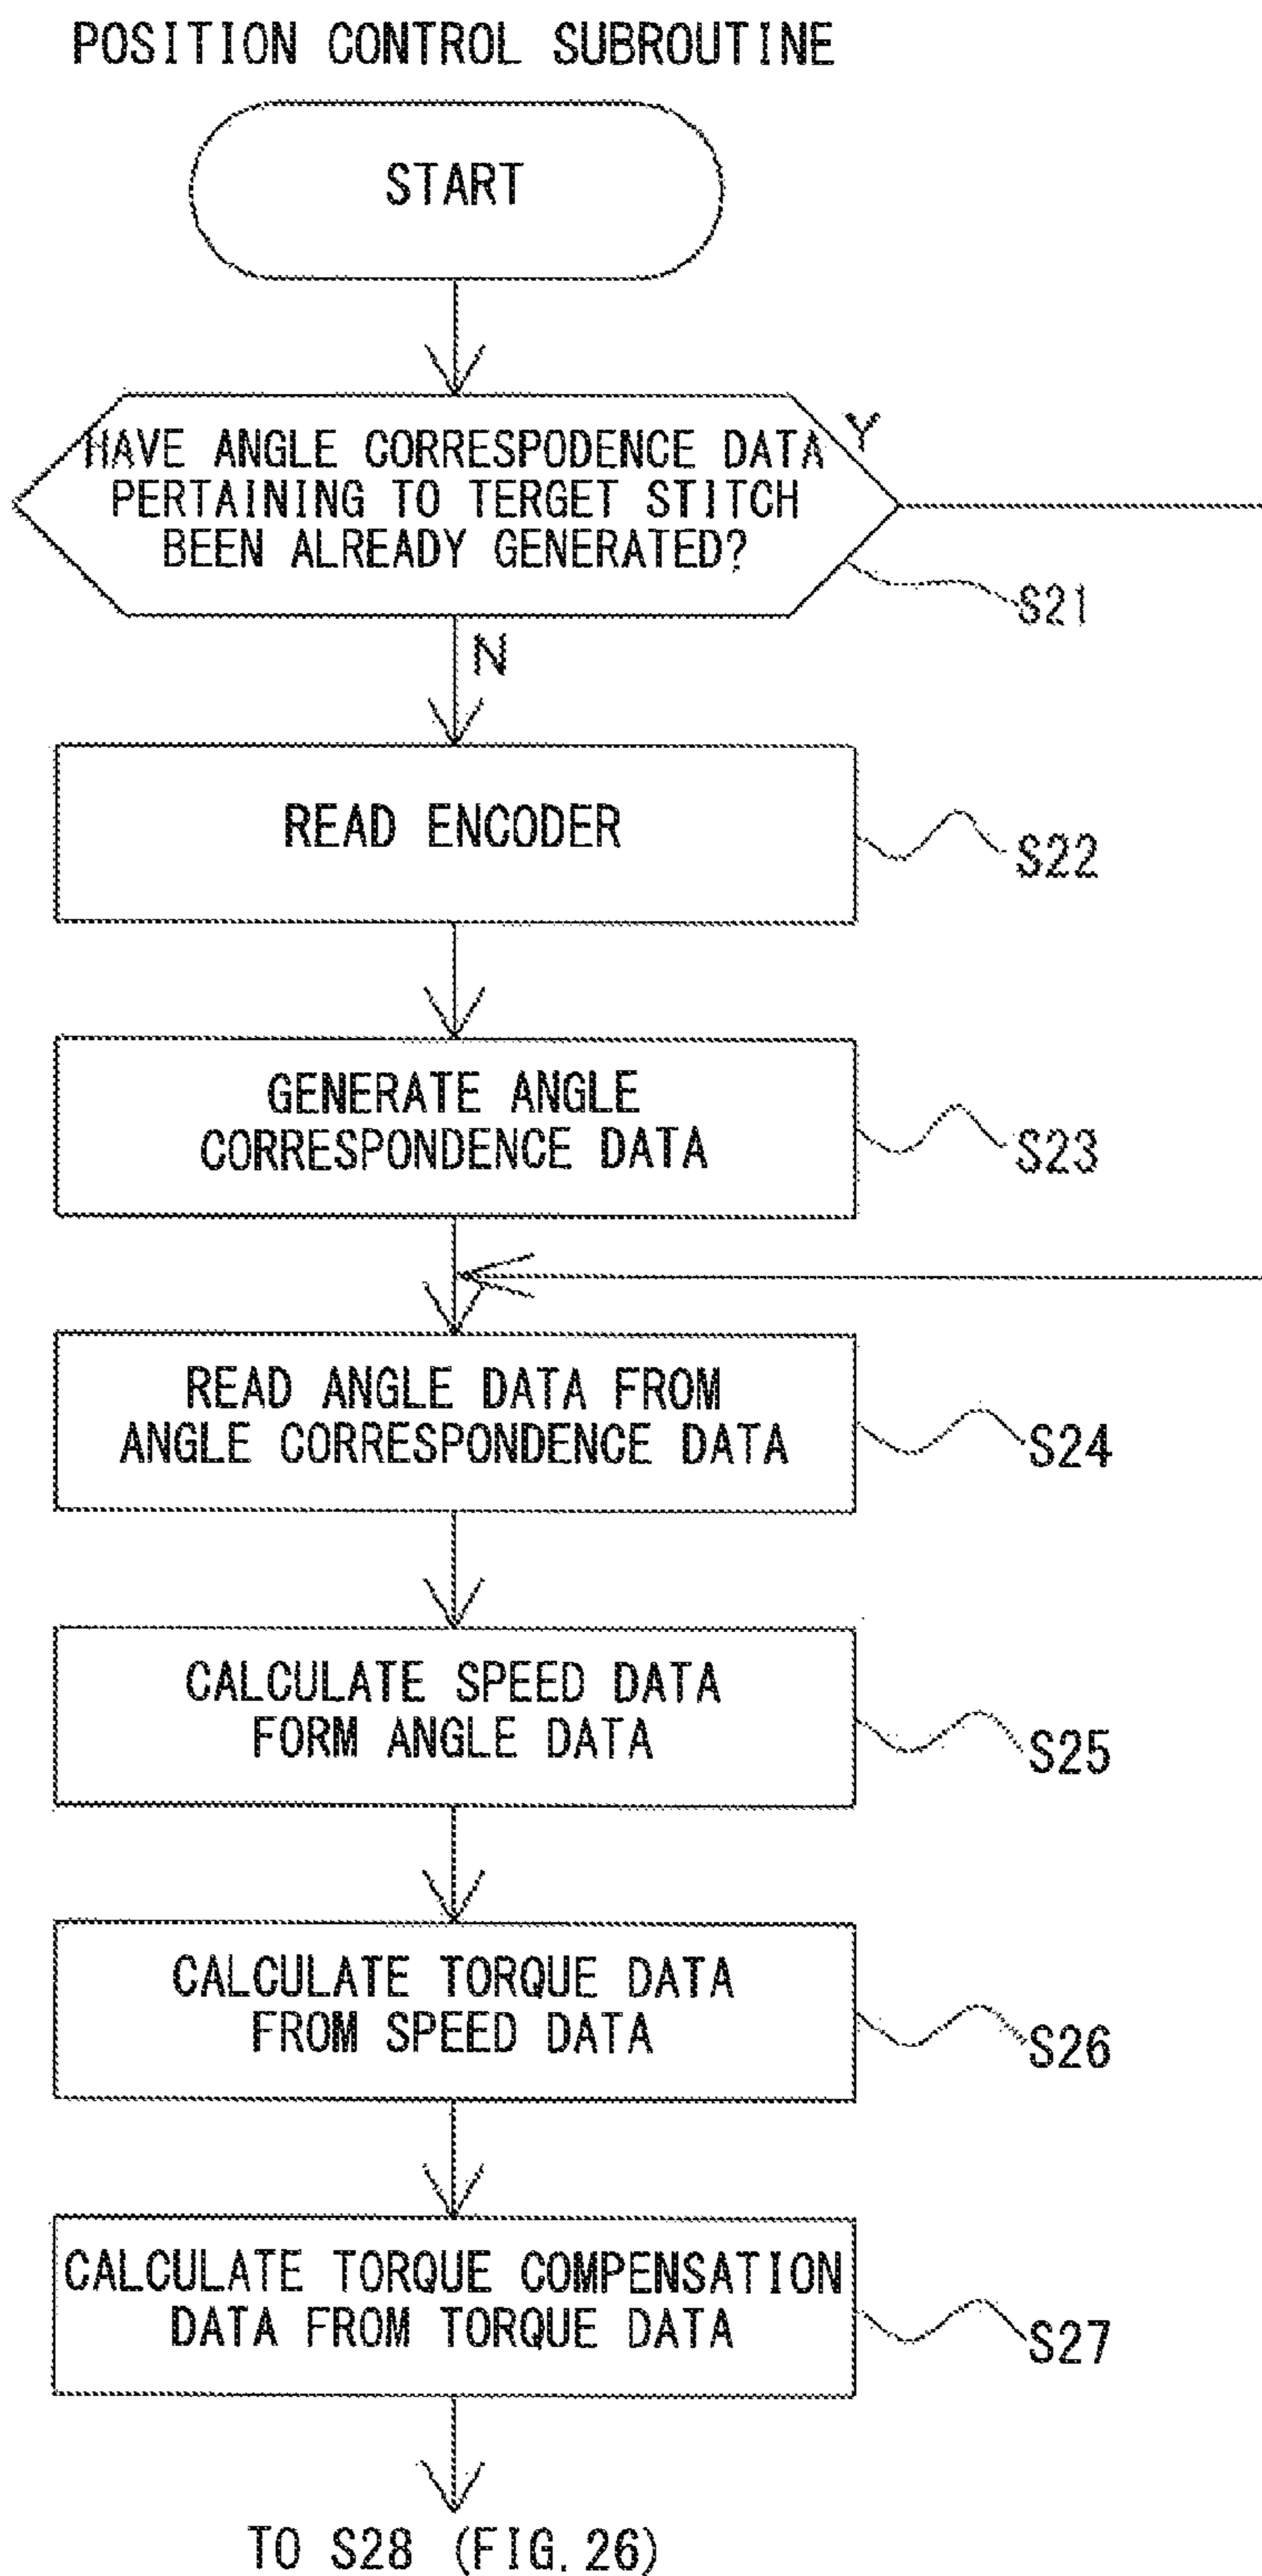 POSITION CONTROL SUBROUTINE
START
HAVE ANGLE CORRESPODENCE DATA
PERTAINING TO TERGET STITCH
BEEN ALREADY GENERATED?
Y
S21
N
READ ENCODER
S22
GENERATE ANGLE
CORRESPONDENCE DATA
S23
READ ANGLE DATA FROM
ANGLE CORRESPONDENCE DATA
S24
CALCULATE SPEED DATA
FORM ANGLE DATA
S25
CALCULATE TORQUE DATA
FROM SPEED DATA
S26
CALCULATE TORQUE COMPENSATION
DATA FROM TORQUE DATA
S27
TO S28 (FIG. 26)